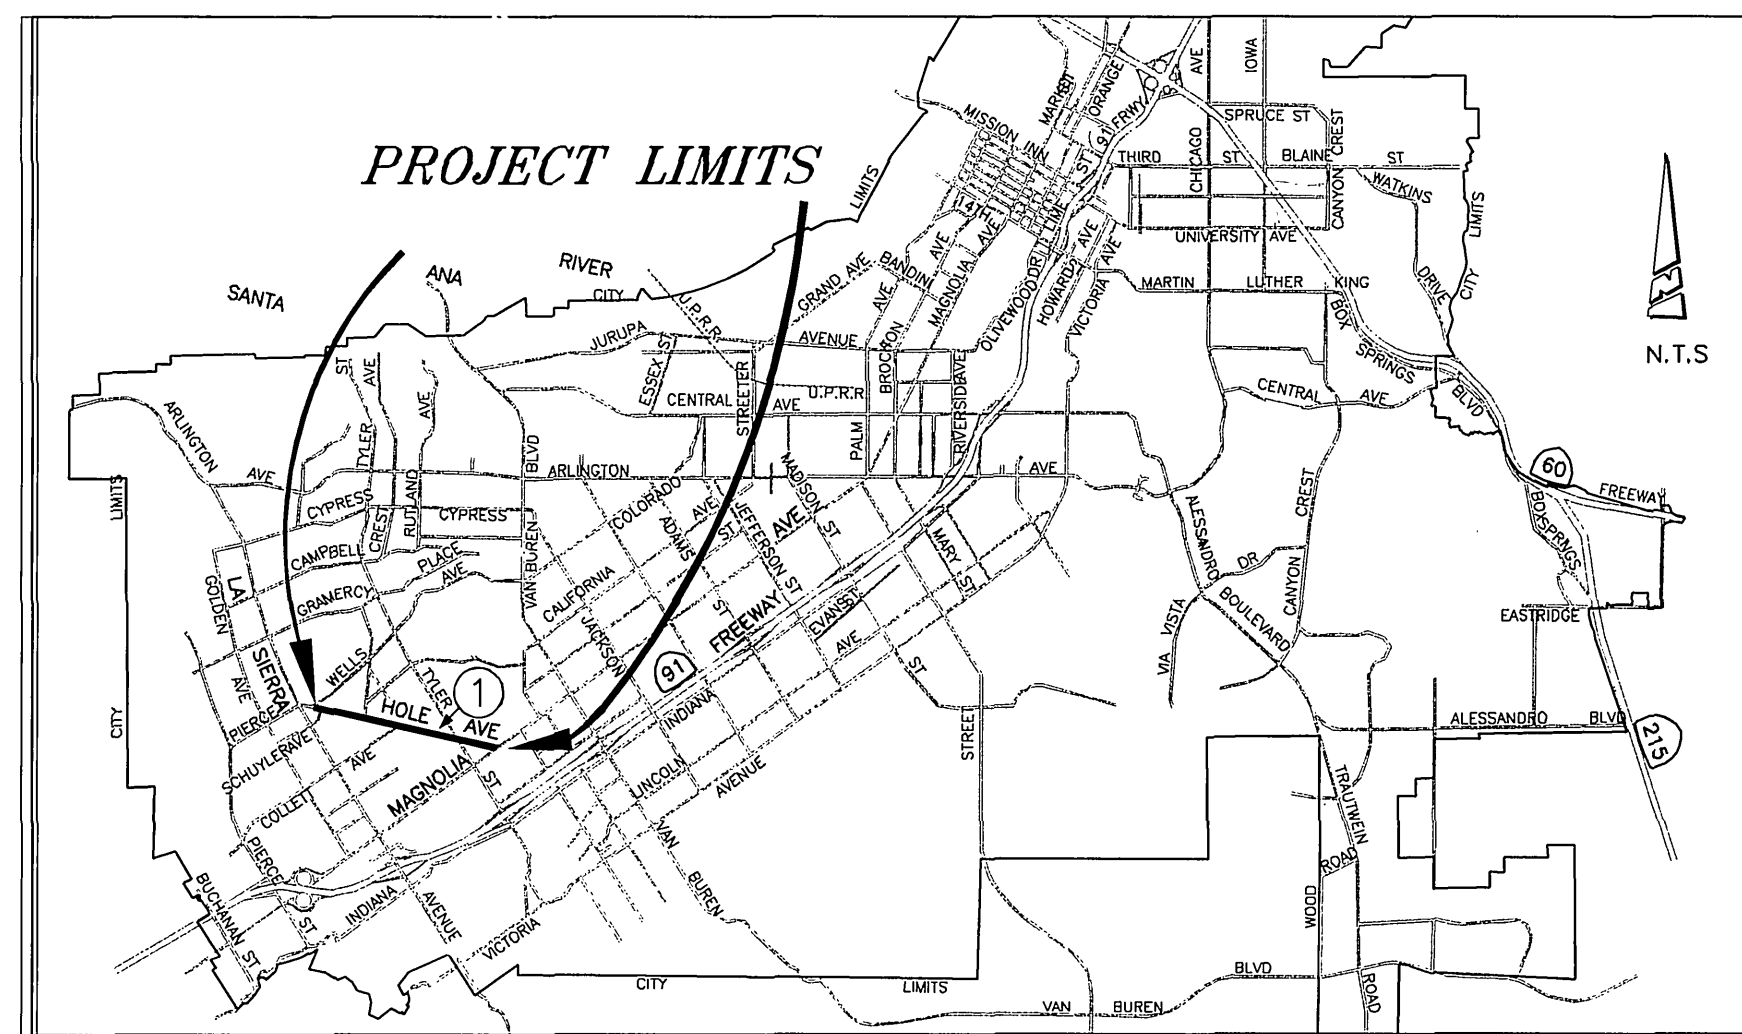 PROJECT LIMITS
SANTA
ANA
RIVER
CITY
LIMITS
N.T.S
MISSION
INN
MARKET
ST
ORANGE
91
FRWY
AVE
IOWA
SPRUCE ST
CHICAGO
THIRD
ST
BLAINE
ST
CANYON CREST
WATKINS
DRIVE
CITY
LIMITS
14TH
UNIVERSITY AVE
MARTIN
LUTHER
KING
GRAND AVE
BANDINI
AVE
MAGNOLIA
AVE
BROCKTON
AVE
OLIVEWOOD
DR
LIME
ST
HOWARD
AVE
VICTORIA
AVE
BOX
SPRINGS
BLVD
U.P.R.R.
JURUPA
AVENUE
ESSEX ST
STREETER
U.P.R.R
CENTRAL
AVE
CENTRAL
AVE
PALM
RIVERSIDE
AVE
ARLINGTON
AVE
ST
TYLER
AVE
CREST
RUTLAND
AVE
BLVD
VAN BUREN
ARLINGTON
AVE
LIMITS
CITY
CYPRESS
CYPRESS
CAMPBELL
PLACE
GRAMERCY
AVE
COLORADO
AVE
ADAMS
ST
JEFFERSON
ST
MADISON
ST
MARY
ST
CALIFORNIA
AVE
JACKSON
FREEWAY
EVANS
ST
AVE
ST
STREET
ALESSANDRO
BOULEVARD
DR
CANYON
CREST
VIA
VISTA
60
FREEWAY
BOX
SPRNGS
EASTRIDGE
ALESSANDRO
BLVD
215
LA
SIERRA
GOLDEN
AVE
WELLS
HOLE
AVE
TYLER
ST
1
91
INDIANA
LINCOLN
AVENUE
PIERCE
SCHUYLER
AVE
COLLETT
AVE
MAGNOLIA
PIERCE
ST
BUCHANAN
ST
INDIANA
AVENUE
VICTORIA
VAN
BUREN
CITY
LIMITS
BLVD
VAN
BUREN
WOOD
ROAD
TRAUTWEIN
ROAD